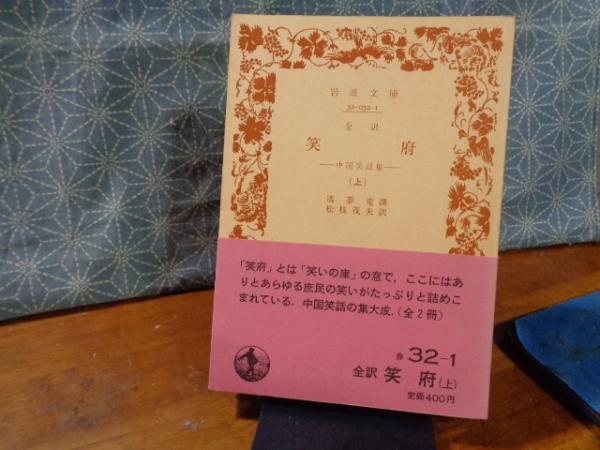 岩波文庫
32-032-1
全訳
笑府
―中国笑話集―
(上)
馮夢竜撰
松枝茂夫訳
「笑府」とは「笑いの庫」の意で,ここにはあ
りとあらゆる庶民の笑いがたっぷりと詰めこ
まれている.中国笑話の集大成.(全2冊)
赤 32-1
全訳 笑府(上)
定価400円